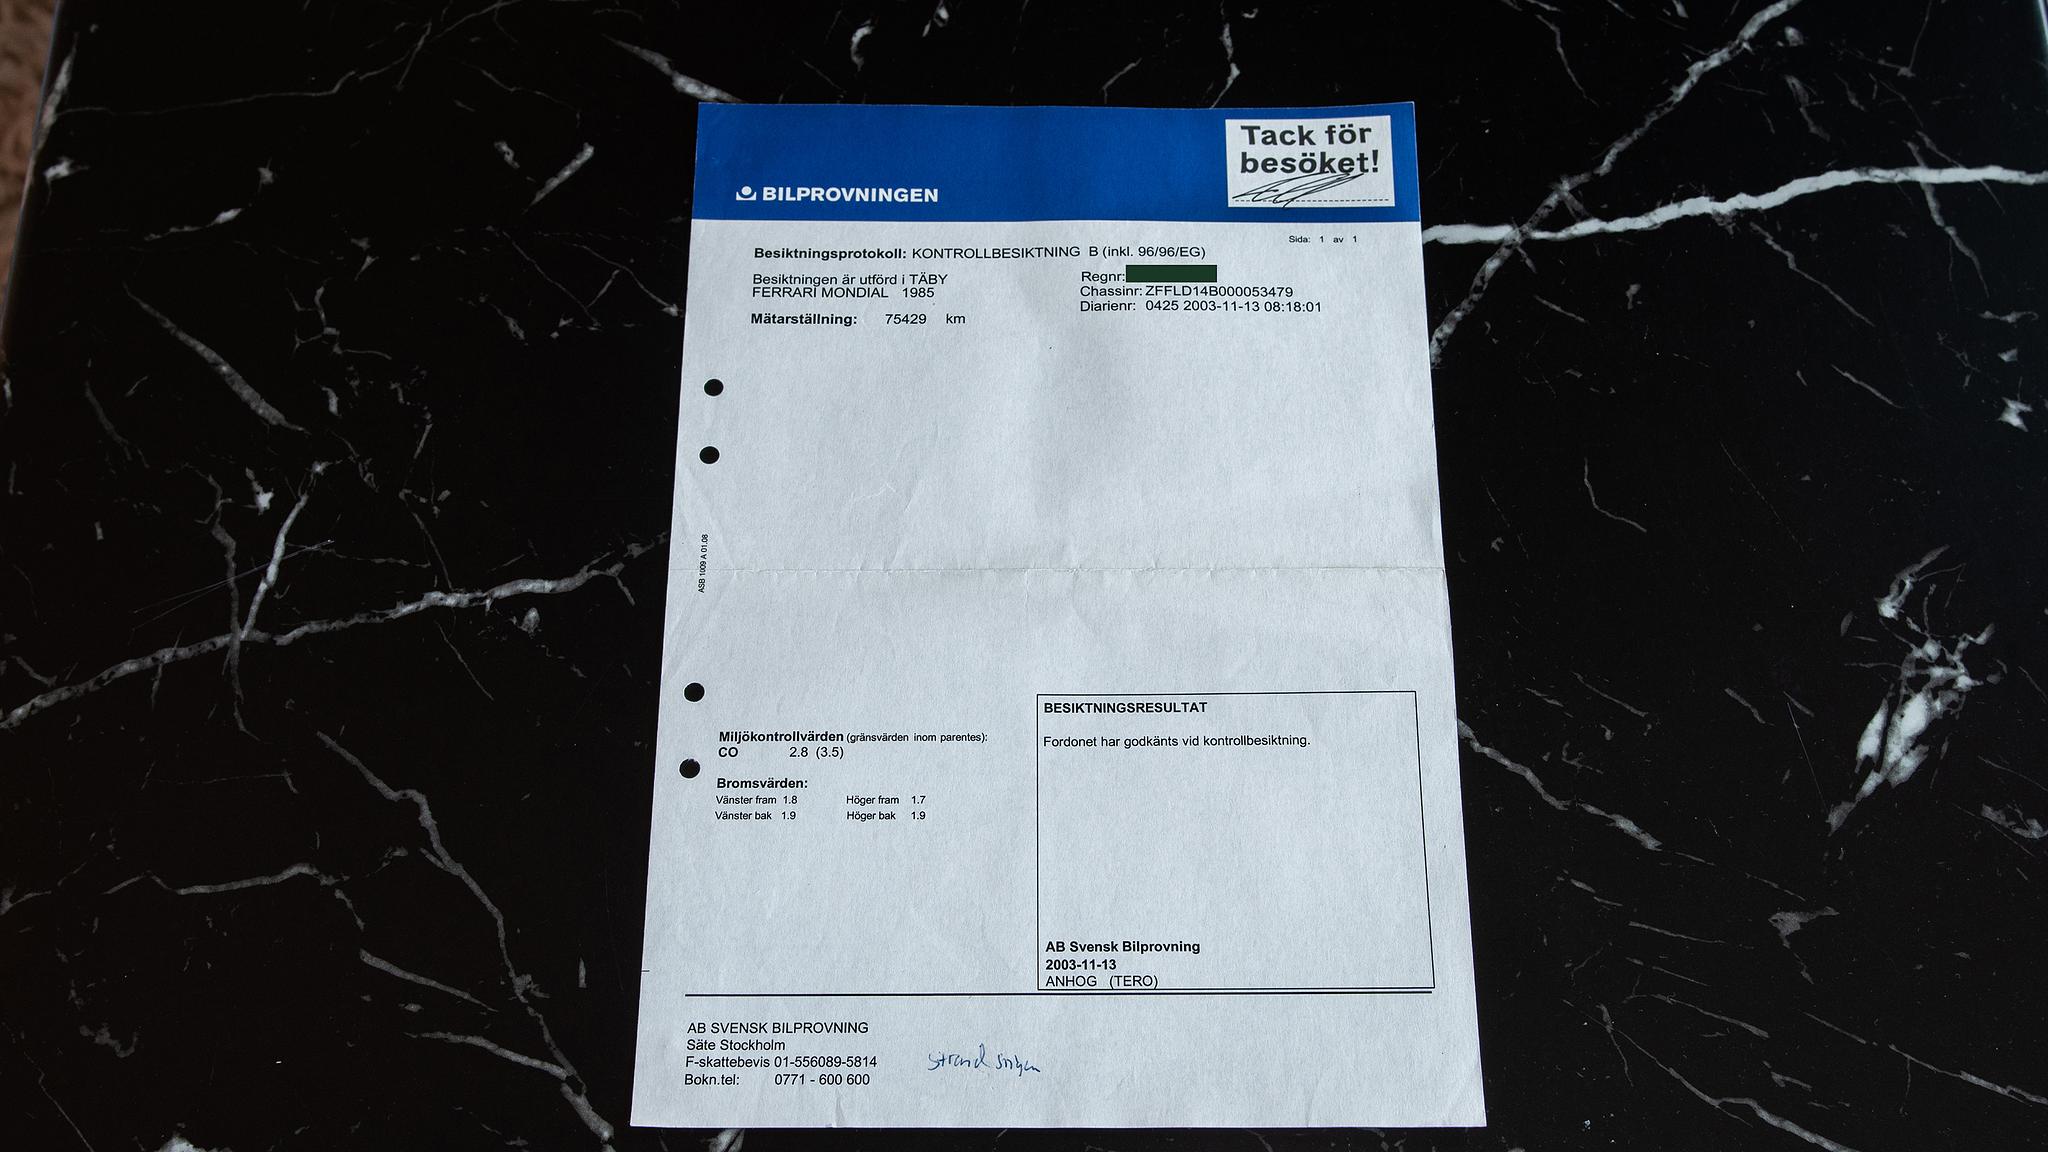 Tack för
besöket!
BILPROVNINGEN
Sida: 1 av 1
Besiktningsprotokoll: KONTROLLBESIKTNING B (inkl. 96/96/EG)
Besiktningen är utförd i TÄBY
FERRARI MONDIAL 1985
Mätarställning: 75429 km
Regnr:
Chassinr: ZFFLD14B000053479
Diarienr: 0425 2003-11-13 08:18:01
ASB 1009 A 01.08
Miljökontrollvärden (gränsvärden inom parentes):
CO 2.8 (3.5)
Bromsvärden:
Vänster fram 1.8 Höger fram 1.7
Vänster bak 1.9 Höger bak 1.9
BESIKTNINGSRESULTAT
Fordonet har godkänts vid kontrollbesiktning.
AB Svensk Bilprovning
2003-11-13
ANHOG (TERO)
AB SVENSK BILPROVNING
Säte Stockholm
F-skattebevis 01-556089-5814
Bokn.tel: 0771 - 600 600